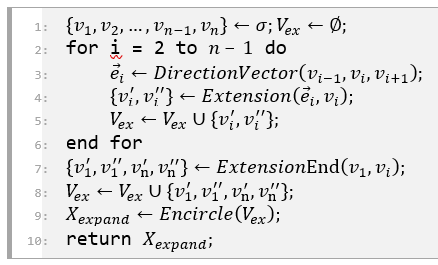 1: {v₁, v₂, …, vₙ₋₁, vₙ} ← σ; Vₑₓ ← ∅;
2: for i = 2 to n − 1 do
3: e⃗ᵢ ← DirectionVector(vᵢ₋₁, vᵢ, vᵢ₊₁);
4: {vᵢ′, vᵢ′′} ← Extension(e⃗ᵢ, vᵢ);
5: Vₑₓ ← Vₑₓ ∪ {vᵢ′, vᵢ′′};
6: end for
7: {v₁′, v₁′′, vₙ′, vₙ′′} ← ExtensionEnd(v₁, vᵢ);
8: Vₑₓ ← Vₑₓ ∪ {v₁′, v₁′′, vₙ′, vₙ′′};
9: X_expand ← Encircle(Vₑₓ);
10: return X_expand;